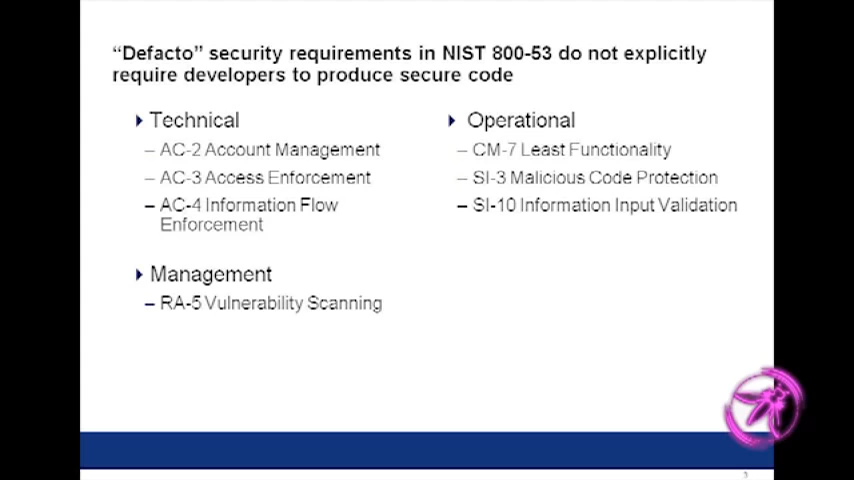 “Defacto” security requirements in NIST 800-53 do not explicitly
require developers to produce secure code
Technical
– AC-2 Account Management
– AC-3 Access Enforcement
– AC-4 Information Flow
Enforcement
Management
– RA-5 Vulnerability Scanning
Operational
– CM-7 Least Functionality
– SI-3 Malicious Code Protection
– SI-10 Information Input Validation
3